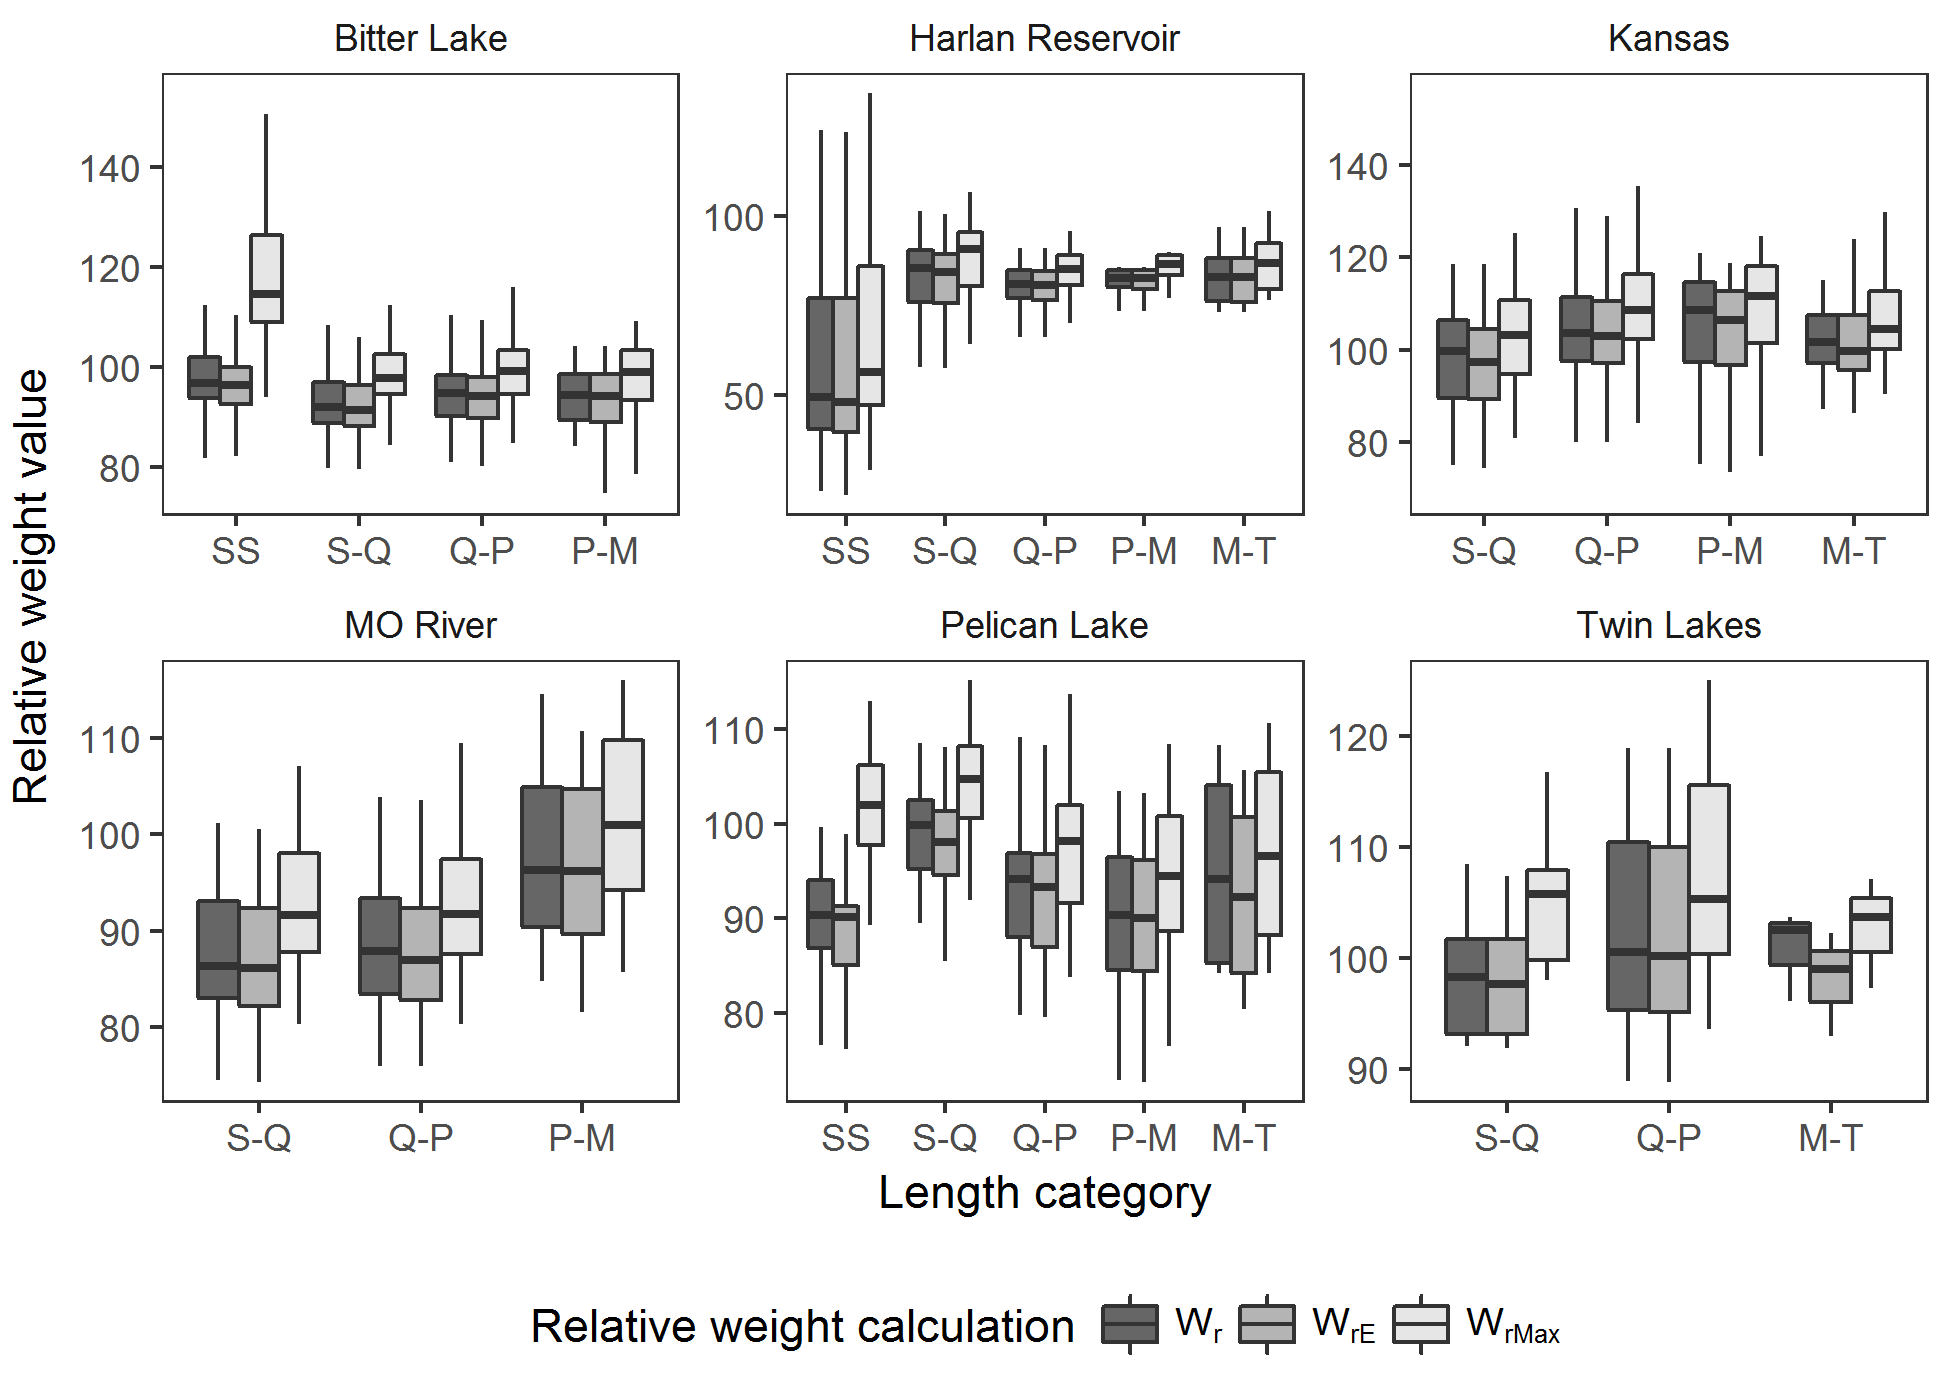 Bitter Lake
Harlan Reservoir
Kansas
140
120
100
80
100
50
140
120
100
80
SS S-Q Q-P P-M
SS S-Q Q-P P-M M-T
S-Q Q-P P-M M-T
Relative weight value
MO River
Pelican Lake
Twin Lakes
110
100
90
80
110
100
90
80
120
110
100
90
S-Q Q-P P-M
SS S-Q Q-P P-M M-T
S-Q Q-P M-T
Length category
Relative weight calculation Wr WrE WrMax